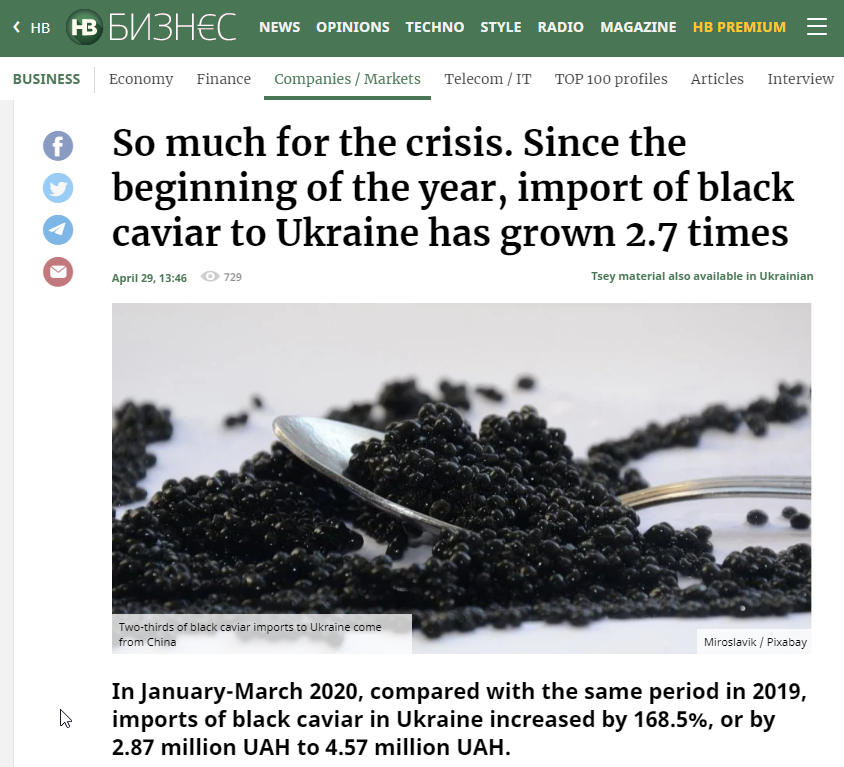 HB
HB БИЗНЄС
NEWS OPINIONS TECHNO STYLE RADIO MAGAZINE HB PREMIUM
BUSINESS Economy Finance Companies / Markets Telecom / IT TOP 100 profiles Articles Interview
So much for the crisis. Since the
beginning of the year, import of black
caviar to Ukraine has grown 2.7 times
April 29, 13:46 729
Tsey material also available in Ukrainian
Two-thirds of black caviar imports to Ukraine come
from China
Miroslavik / Pixabay
In January-March 2020, compared with the same period in 2019,
imports of black caviar in Ukraine increased by 168.5%, or by
2.87 million UAH to 4.57 million UAH.